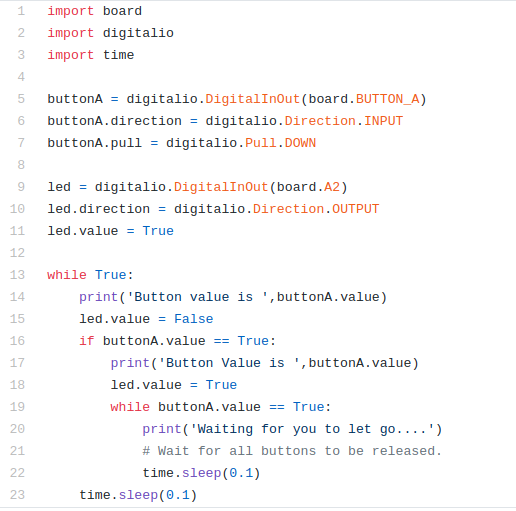 1 import board
2 import digitalio
3 import time
4
5 buttonA = digitalio.DigitalInOut(board.BUTTON_A)
6 buttonA.direction = digitalio.Direction.INPUT
7 buttonA.pull = digitalio.Pull.DOWN
8
9 led = digitalio.DigitalInOut(board.A2)
10 led.direction = digitalio.Direction.OUTPUT
11 led.value = True
12
13 while True:
14     print('Button value is ',buttonA.value)
15     led.value = False
16     if buttonA.value == True:
17         print('Button Value is ',buttonA.value)
18         led.value = True
19         while buttonA.value == True:
20             print('Waiting for you to let go....')
21             # Wait for all buttons to be released.
22             time.sleep(0.1)
23     time.sleep(0.1)